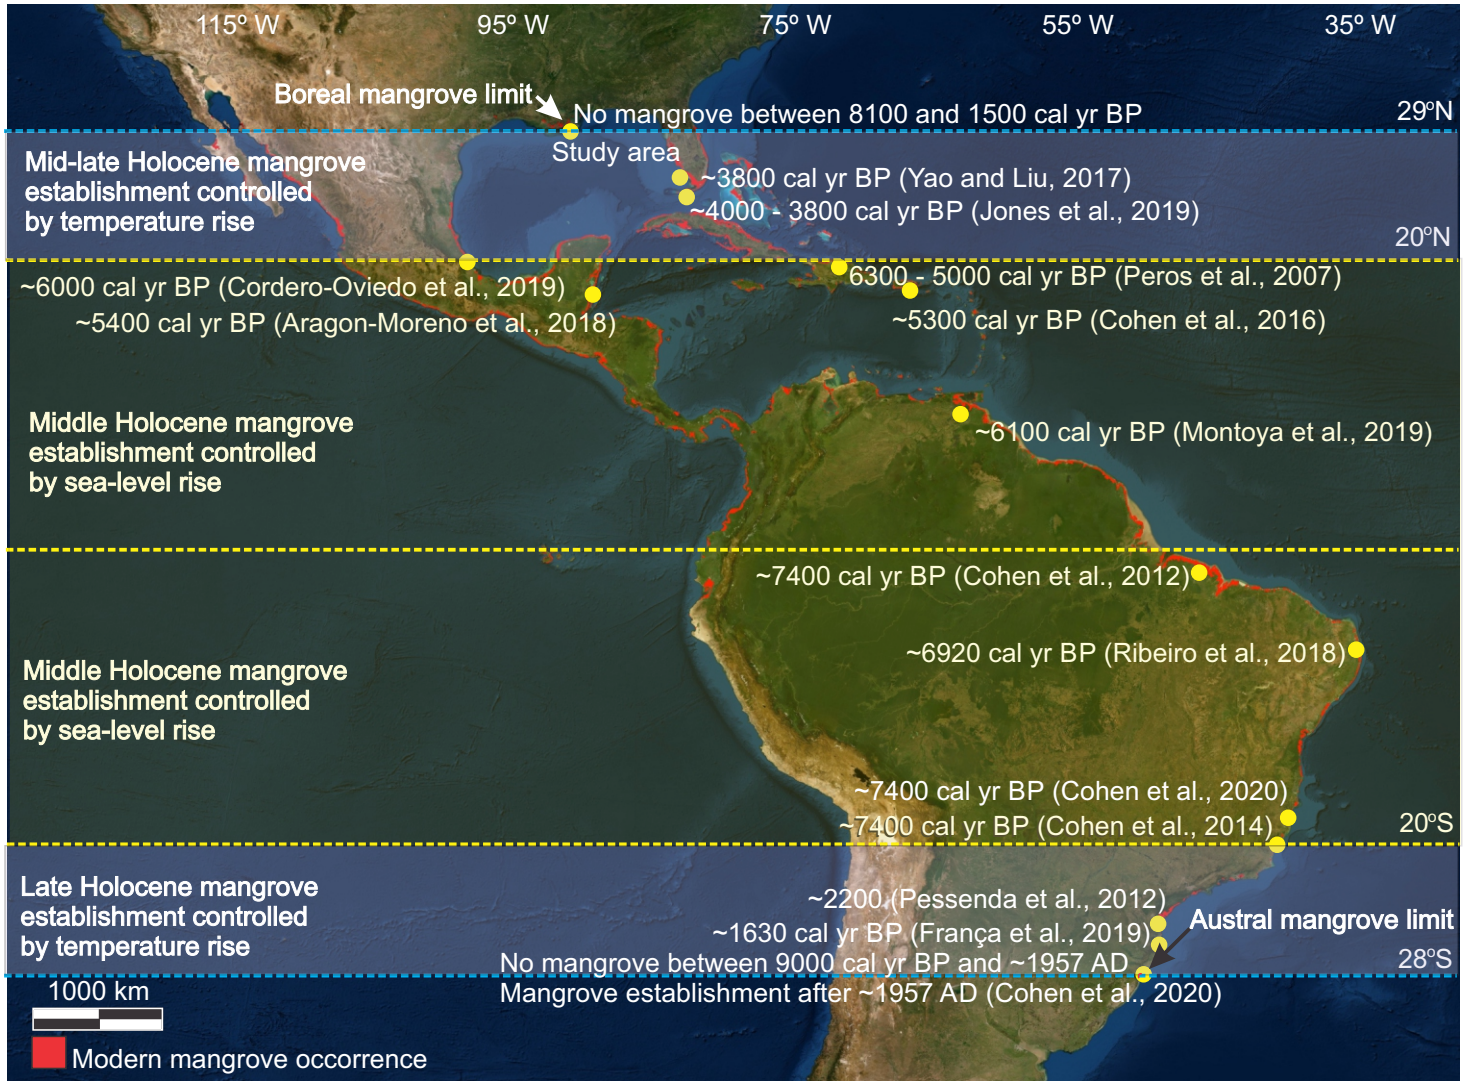 115º W 95º W 75º W 55º W 35º W
Boreal mangrove limit
No mangrove between 8100 and 1500 cal yr BP
29ºN
Study area
Mid-late Holocene mangrove
establishment controlled
by temperature rise
~3800 cal yr BP (Yao and Liu, 2017)
~4000 - 3800 cal yr BP (Jones et al., 2019)
20ºN
~6000 cal yr BP (Cordero-Oviedo et al., 2019)
6300 - 5000 cal yr BP (Peros et al., 2007)
~5400 cal yr BP (Aragon-Moreno et al., 2018)
~5300 cal yr BP (Cohen et al., 2016)
Middle Holocene mangrove
establishment controlled
by sea-level rise
~6100 cal yr BP (Montoya et al., 2019)
~7400 cal yr BP (Cohen et al., 2012)
~6920 cal yr BP (Ribeiro et al., 2018)
Middle Holocene mangrove
establishment controlled
by sea-level rise
~7400 cal yr BP (Cohen et al., 2020)
~7400 cal yr BP (Cohen et al., 2014)
20ºS
Late Holocene mangrove
establishment controlled
by temperature rise
~2200 (Pessenda et al., 2012)
~1630 cal yr BP (França et al., 2019)
Austral mangrove limit
No mangrove between 9000 cal yr BP and ~1957 AD
28ºS
Mangrove establishment after ~1957 AD (Cohen et al., 2020)
1000 km
Modern mangrove occurrence